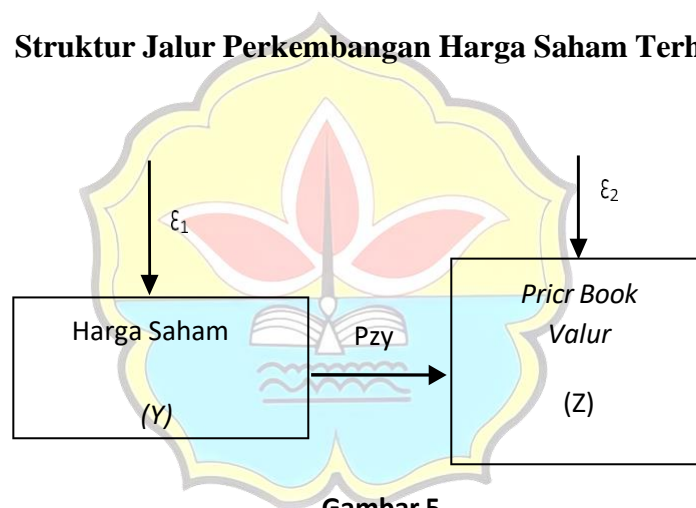 Struktur Jalur Perkembangan Harga Saham Terh
ε1
ε2
Harga Saham
(Y)
Pzy
Pricr Book
Valur
(Z)
Gambar 5